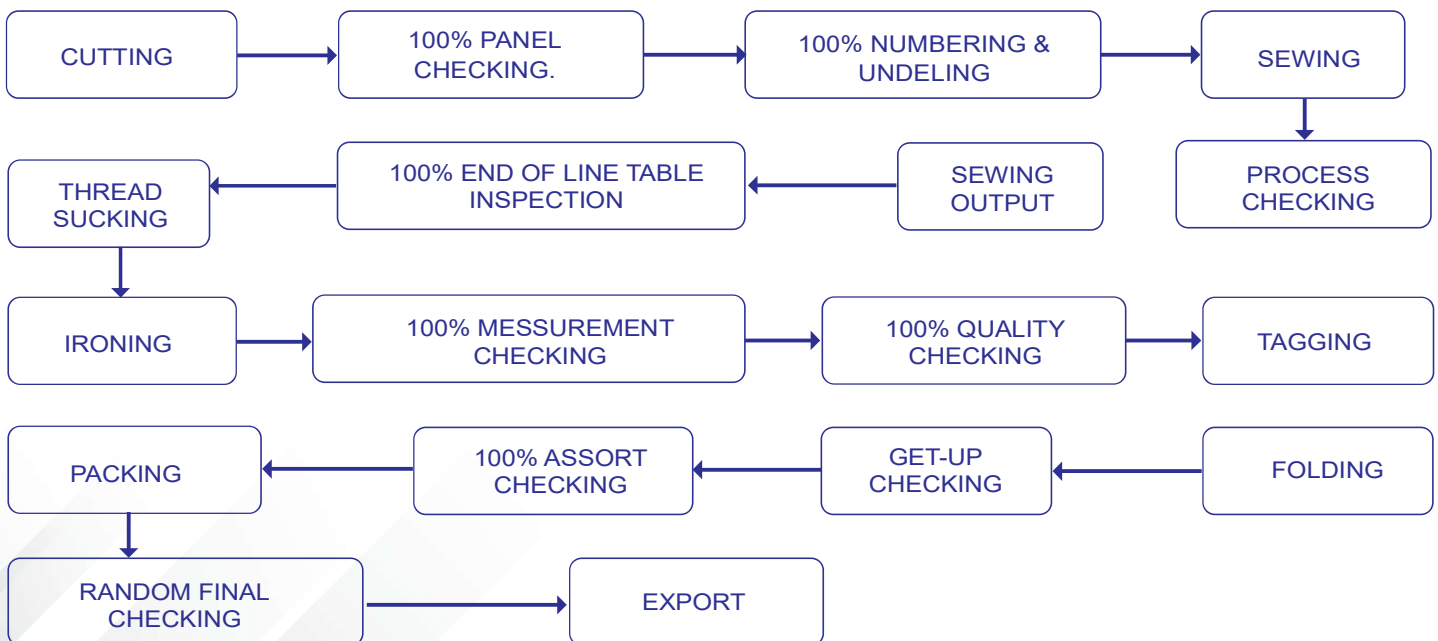 CUTTING
100% PANEL
CHECKING.
100% NUMBERING &
UNDELING
SEWING
THREAD
SUCKING
100% END OF LINE TABLE
INSPECTION
SEWING
OUTPUT
PROCESS
CHECKING
IRONING
100% MESSUREMENT
CHECKING
100% QUALITY
CHECKING
TAGGING
PACKING
100% ASSORT
CHECKING
GET-UP
CHECKING
FOLDING
RANDOM FINAL
CHECKING
EXPORT